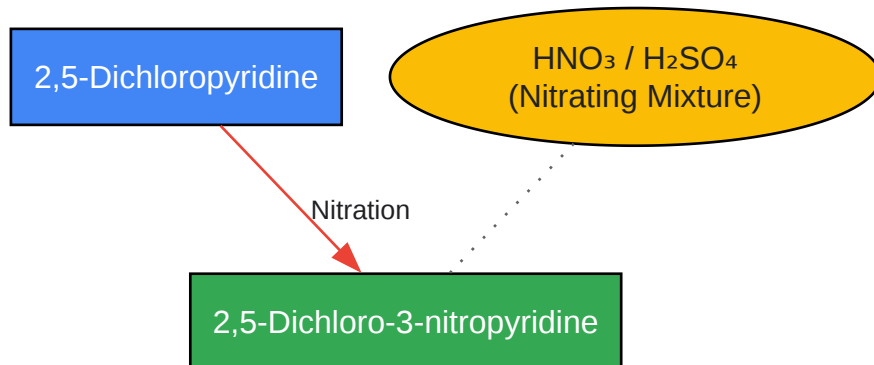 2,5-Dichloropyridine
HNO₃ / H₂SO₄
(Nitrating Mixture)
Nitration
2,5-Dichloro-3-nitropyridine